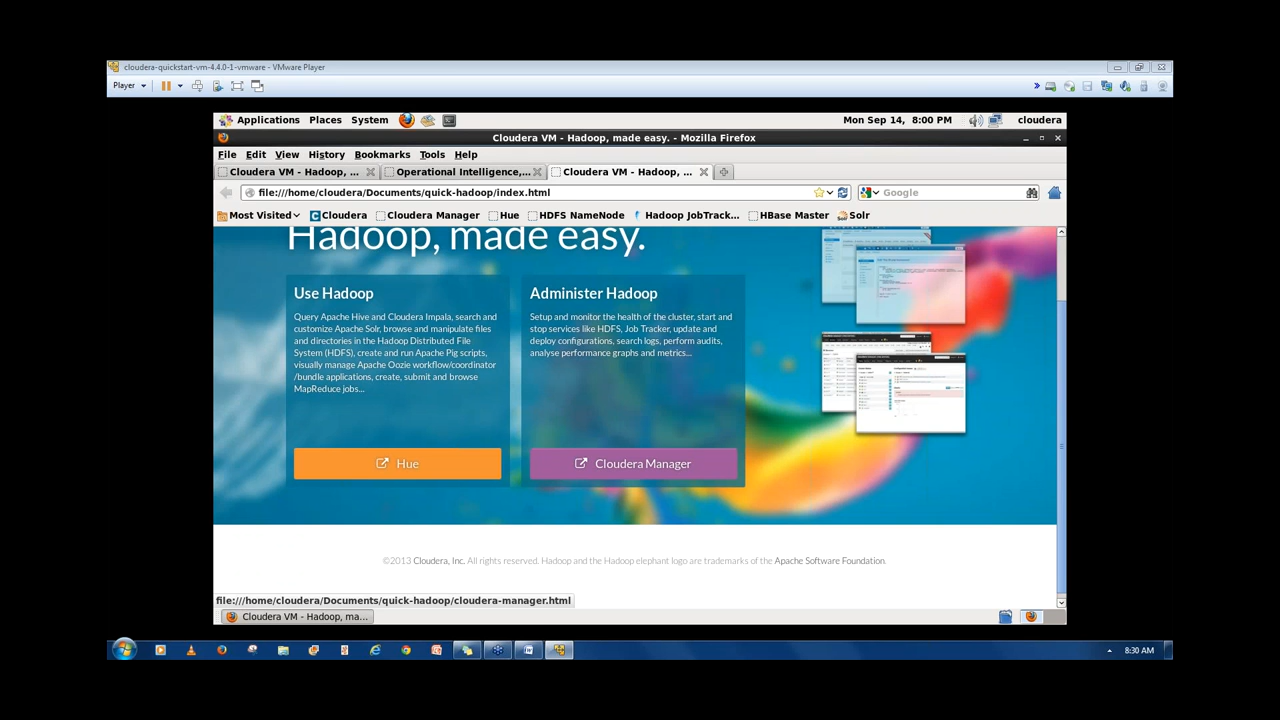 cloudera-quickstart-vm-4.4.0-1-vmware - VMware Player
Player
Applications Places System Mon Sep 14, 8:00 PM cloudera
Cloudera VM - Hadoop, made easy. - Mozilla Firefox
File Edit View History Bookmarks Tools Help
Cloudera VM - Hadoop, ... Operational Intelligence,... Cloudera VM - Hadoop, ...
file:///home/cloudera/Documents/quick-hadoop/index.html Google
Most Visited Cloudera Cloudera Manager Hue HDFS NameNode Hadoop JobTrack... HBase Master Solr
Hadoop, made easy.
Use Hadoop
Query Apache Hive and Cloudera Impala, search and
customize Apache Solr, browse and manipulate files
and directories in the Hadoop Distributed File
System (HDFS), create and run Apache Pig scripts,
visually manage Apache Oozie workflow/coordinator
/bundle applications, create, submit and browse
MapReduce jobs...
Hue
Administer Hadoop
Setup and monitor the health of the cluster, start and
stop services like HDFS, Job Tracker, update and
deploy configurations, search logs, perform audits,
analyse performance graphs and metrics...
Cloudera Manager
©2013 Cloudera, Inc. All rights reserved. Hadoop and the Hadoop elephant logo are trademarks of the Apache Software Foundation.
file:///home/cloudera/Documents/quick-hadoop/cloudera-manager.html
Cloudera VM - Hadoop, ma...
8:30 AM